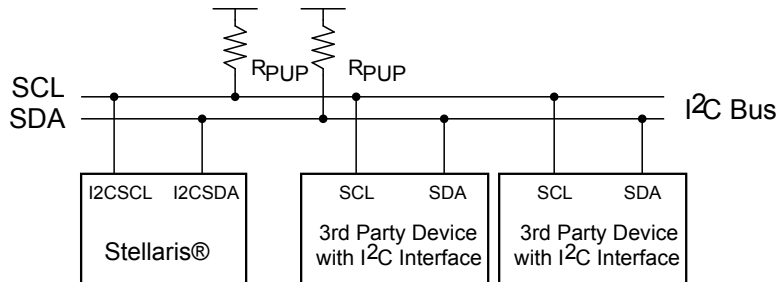 RPUP RPUP
SCL
SDA
I2C Bus
I2CSCL I2CSDA SCL SDA SCL SDA
Stellaris®
3rd Party Device
with I2C Interface
3rd Party Device
with I2C Interface